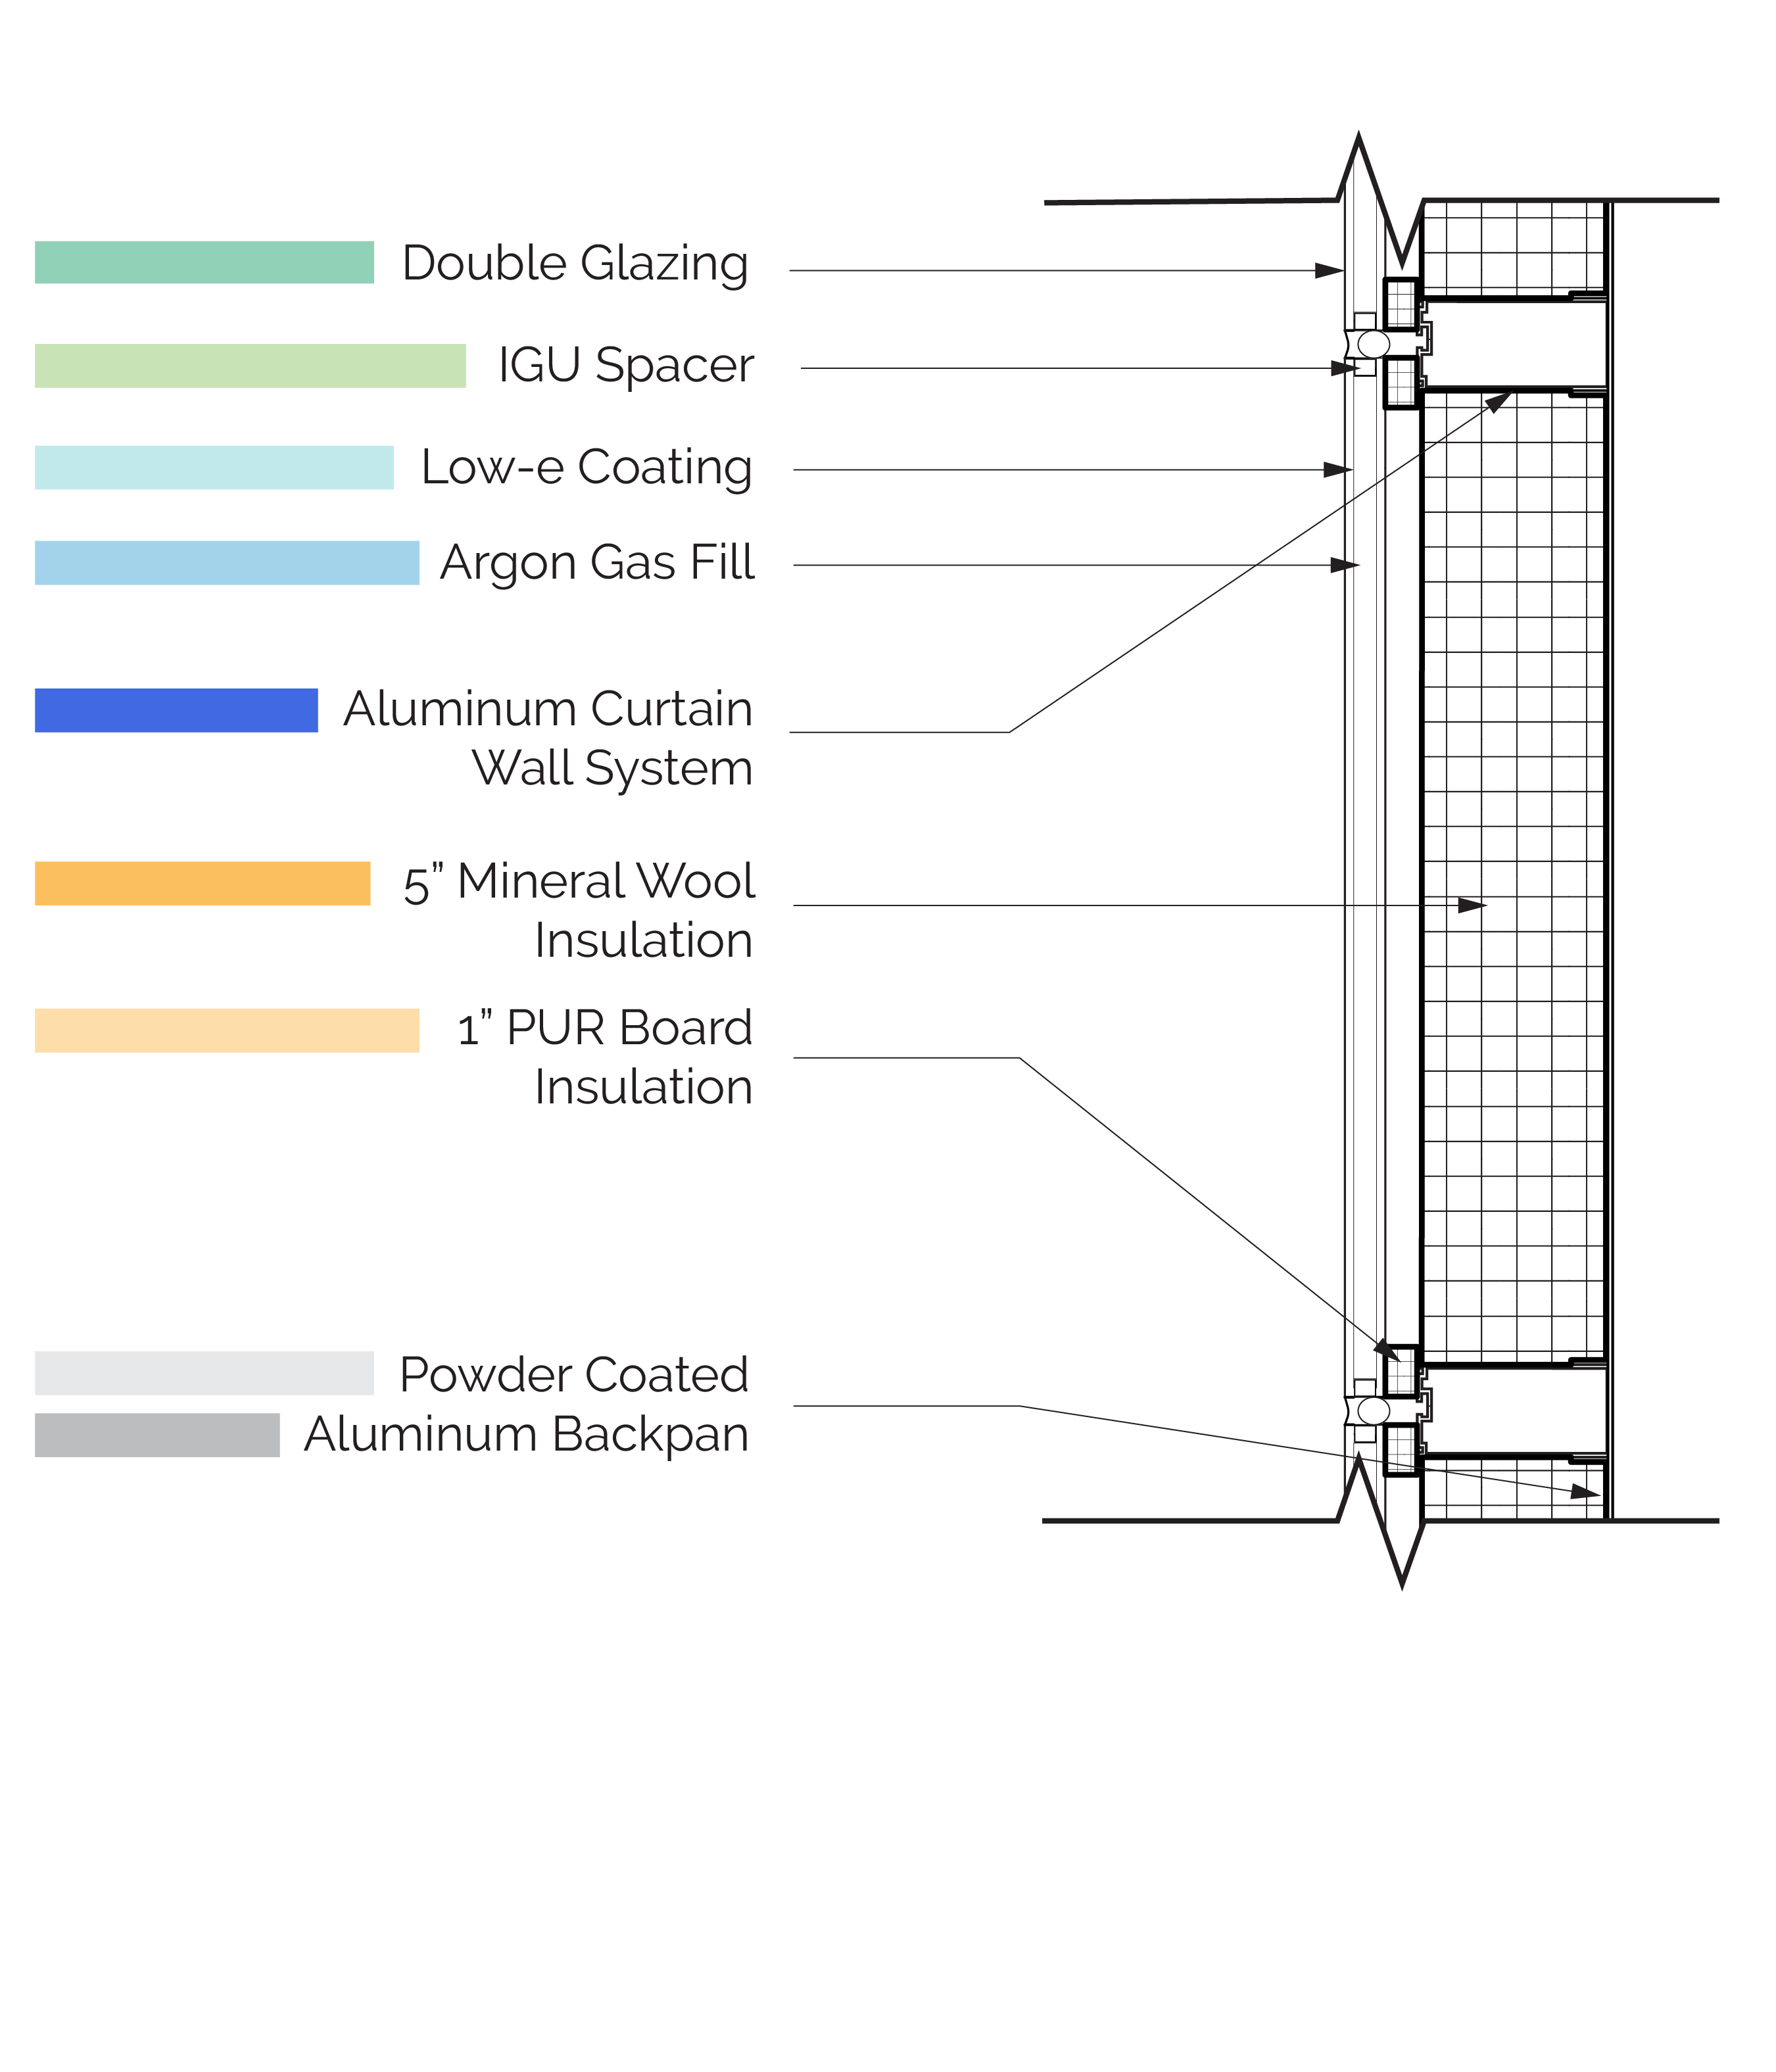 Double Glazing
IGU Spacer
Low-e Coating
Argon Gas Fill
Aluminum Curtain
Wall System
5” Mineral Wool
Insulation
1” PUR Board
Insulation
Powder Coated
Aluminum Backpan